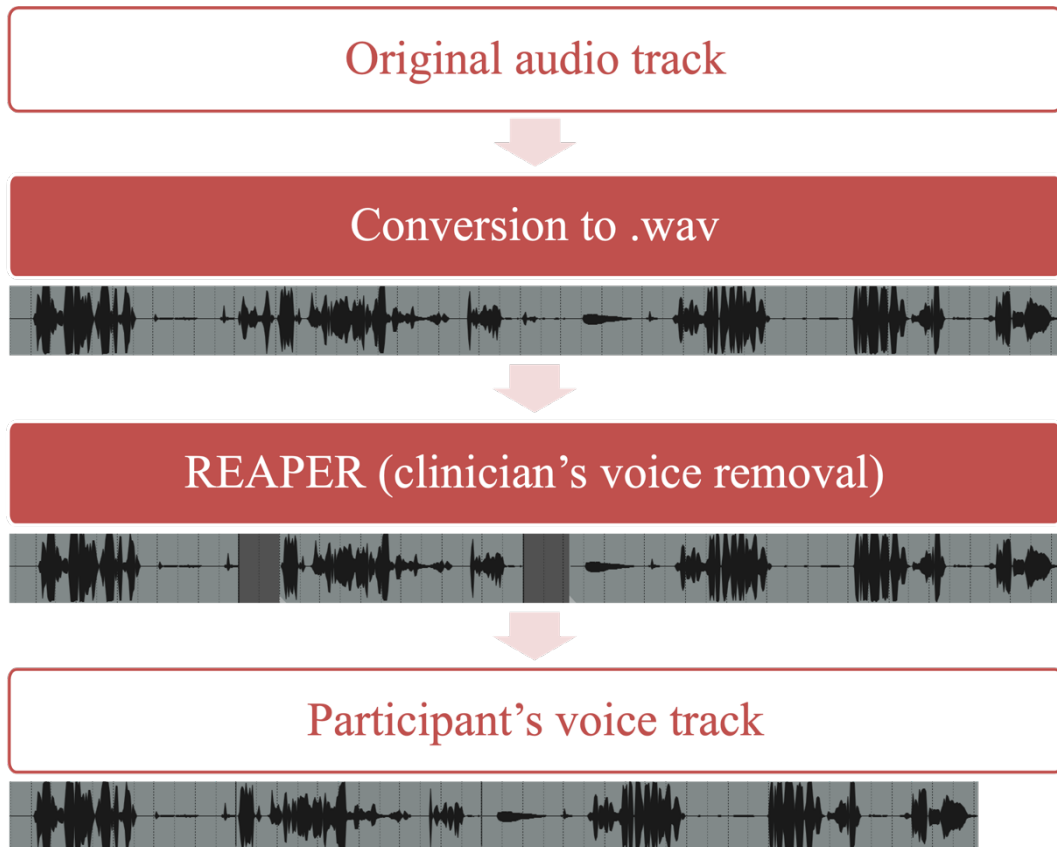 Original audio track
Conversion to .wav
REAPER (clinician’s voice removal)
Participant’s voice track